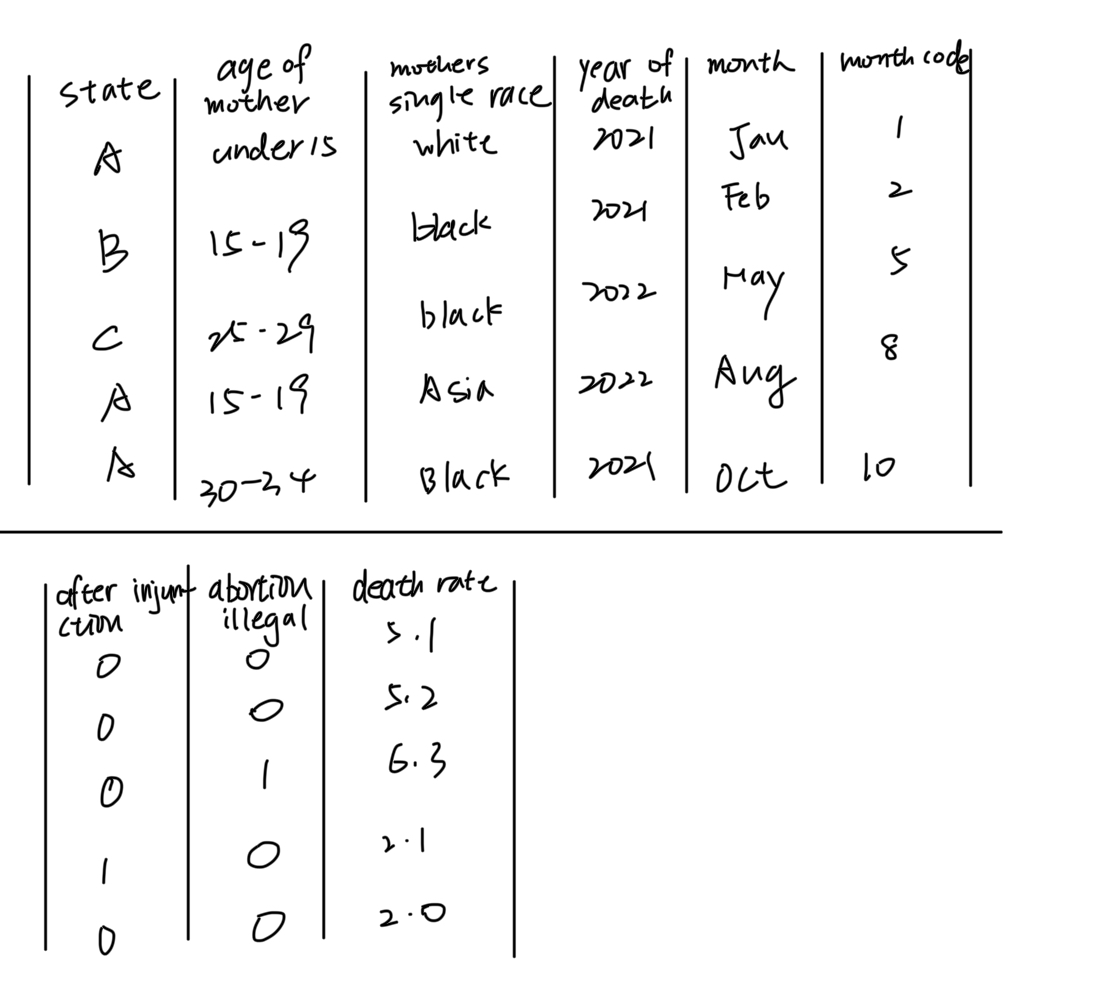 state age of mother mothers single race year of death month month code
A under 15 white 2021 Jan 1
B 15-19 black 2021 Feb 2
C 25-29 black 2022 May 5
A 15-19 Asia 2022 Aug 8
A 30-34 Black 2021 Oct 10
after injun ction abortion illegal death rate
0 0 5.1
0 0 5.2
0 1 6.3
1 0 2.1
0 0 2.0